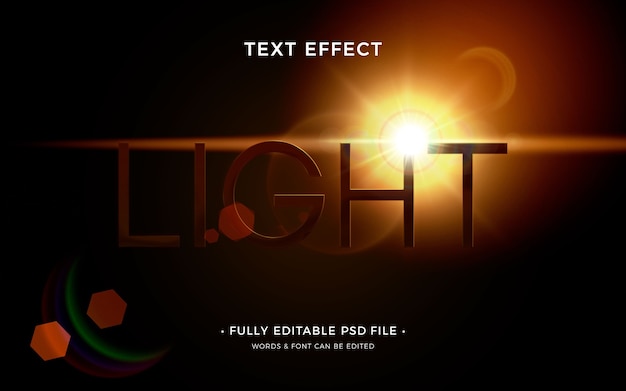 TEXT EFFECT
LIGHT
• FULLY EDITABLE PSD FILE •
WORDS & FONT CAN BE EDITED